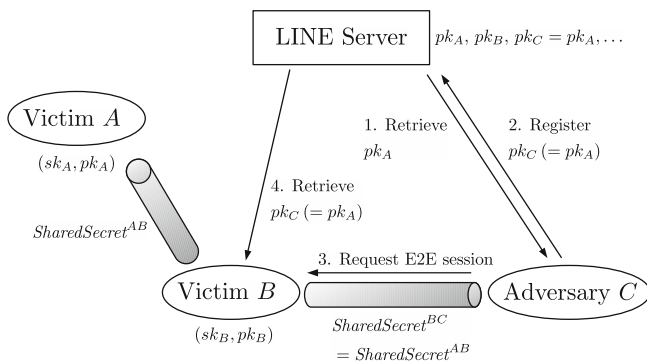 LINE Server
pk_A, pk_B, pk_C = pk_A, ...
Victim A
(sk_A, pk_A)
1. Retrieve
pk_A
2. Register
pk_C (= pk_A)
4. Retrieve
pk_C (= pk_A)
SharedSecret^AB
3. Request E2E session
Victim B
Adversary C
(sk_B, pk_B)
SharedSecret^BC
= SharedSecret^AB